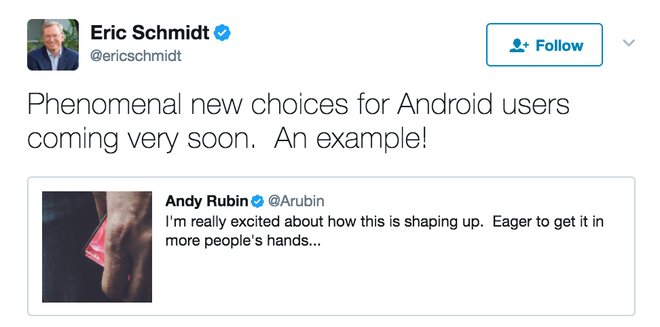 Eric Schmidt
@ericschmidt
Follow
Phenomenal new choices for Android users
coming very soon.  An example!
Andy Rubin @Arubin
I'm really excited about how this is shaping up.  Eager to get it in
more people's hands...